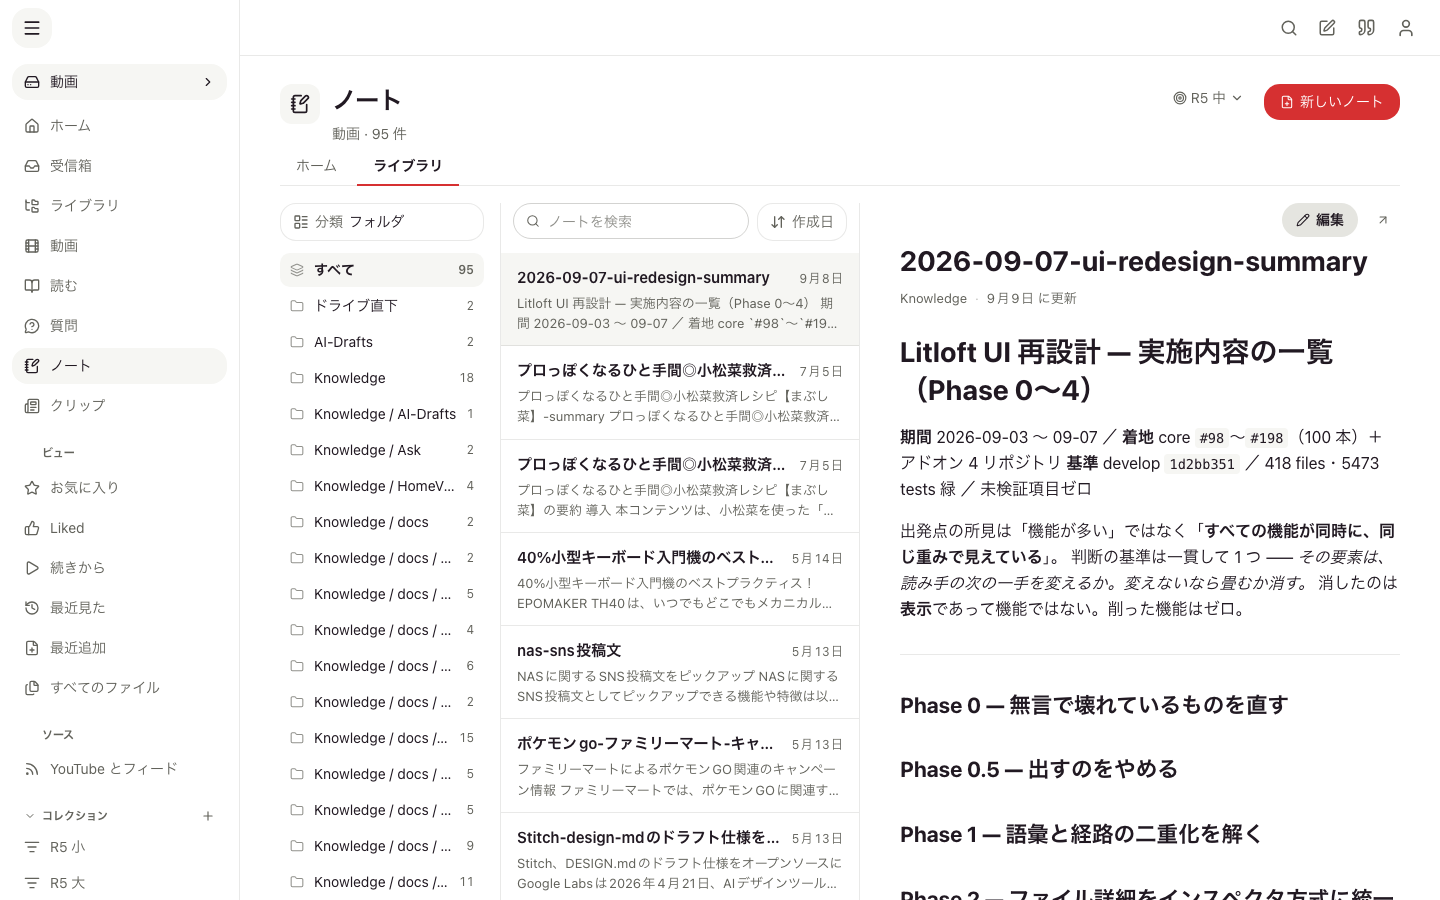 動画
ホーム
受信箱
ライブラリ
動画
読む
質問
ノート
クリップ
ビュー
お気に入り
Liked
続きから
最近見た
最近追加
すべてのファイル
ソース
YouTube とフィード
コレクション
R5 小
R5 大
ノート
動画 · 95 件
R5 中
新しいノート
ホーム
ライブラリ
分類 フォルダ
すべて 95
ドライブ直下 2
AI-Drafts 2
Knowledge 18
Knowledge / AI-Drafts 1
Knowledge / Ask 2
Knowledge / HomeV... 4
Knowledge / docs 2
Knowledge / docs / ... 2
Knowledge / docs / ... 5
Knowledge / docs / ... 4
Knowledge / docs / ... 6
Knowledge / docs / ... 2
Knowledge / docs /... 15
Knowledge / docs / ... 5
Knowledge / docs / ... 5
Knowledge / docs / ... 9
Knowledge / docs /... 11
ノートを検索
作成日
2026-09-07-ui-redesign-summary 9月8日
Litloft UI 再設計 — 実施内容の一覧（Phase 0〜4） 期
間 2026-09-03 〜 09-07 ／ 着地 core `#98`〜`#19...
プロっぽくなるひと手間◎小松菜救済... 7月5日
プロっぽくなるひと手間◎小松菜救済レシピ【まぶし
菜】-summary プロっぽくなるひと手間◎小松菜救済...
プロっぽくなるひと手間◎小松菜救済... 7月5日
プロっぽくなるひと手間◎小松菜救済レシピ【まぶし
菜】の要約 導入 本コンテンツは、小松菜を使った「...
40%小型キーボード入門機のベスト... 5月14日
40%小型キーボード入門機のベストプラクティス！
EPOMAKER TH40は、いつでもどこでもメカニカル...
nas-sns投稿文 5月13日
NASに関するSNS投稿文をピックアップ NASに関する
SNS投稿文としてピックアップできる機能や特徴は以...
ポケモンgo-ファミリーマート-キャ... 5月13日
ファミリーマートによるポケモンGO関連のキャンペー
ン情報 ファミリーマートでは、ポケモンGOに関連す...
Stitch-design-mdのドラフト仕様を... 5月13日
Stitch、DESIGN.mdのドラフト仕様をオープンソースに
Google Labsは2026年4月21日、AIデザインツール...
編集
2026-09-07-ui-redesign-summary
Knowledge · 9月9日 に更新
Litloft UI 再設計 — 実施内容の一覧
（Phase 0〜4）
期間 2026-09-03 〜 09-07 ／ 着地 core #98 〜 #198 （100 本）＋
アドオン 4 リポジトリ 基準 develop 1d2bb351 ／ 418 files · 5473
tests 緑 ／ 未検証項目ゼロ
出発点の所見は「機能が多い」ではなく「すべての機能が同時に、同
じ重みで見えている」。 判断の基準は一貫して 1 つ —— その要素は、
読み手の次の一手を変えるか。変えないなら畳むか消す。 消したのは
表示であって機能ではない。削った機能はゼロ。
Phase 0 — 無言で壊れているものを直す
Phase 0.5 — 出すのをやめる
Phase 1 — 語彙と経路の二重化を解く
Phase 2 — ファイル詳細をインスペクタ方式に統一